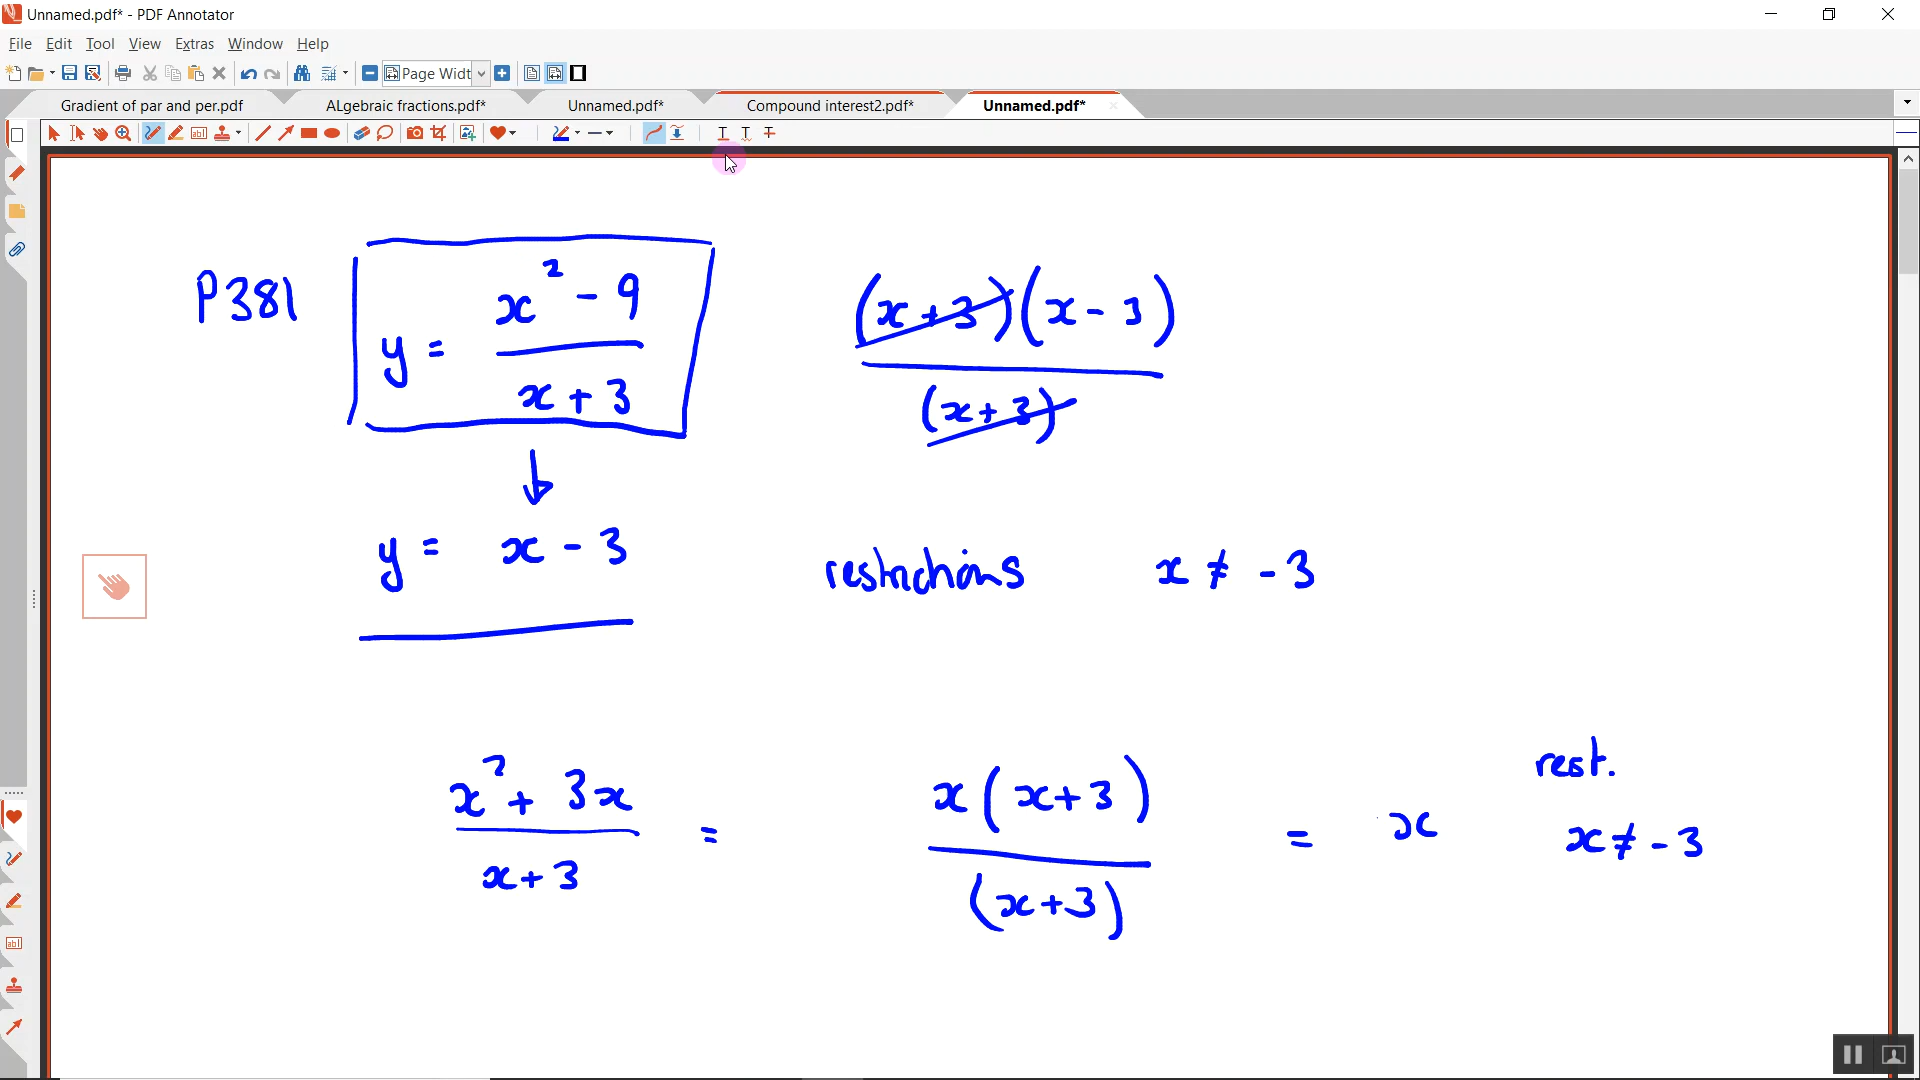 Unnamed.pdf* - PDF Annotator
File Edit Tool View Extras Window Help
Page Widt
Gradient of par and per.pdf ALgebraic fractions.pdf* Unnamed.pdf* Compound interest2.pdf* Unnamed.pdf*
P381
y = x² - 9 / x + 3
(x + 3)(x - 3) / (x + 3)
y = x - 3
restrictions x ≠ - 3
x² + 3x / x + 3 = x(x + 3) / (x + 3) = x
rest.
x ≠ - 3